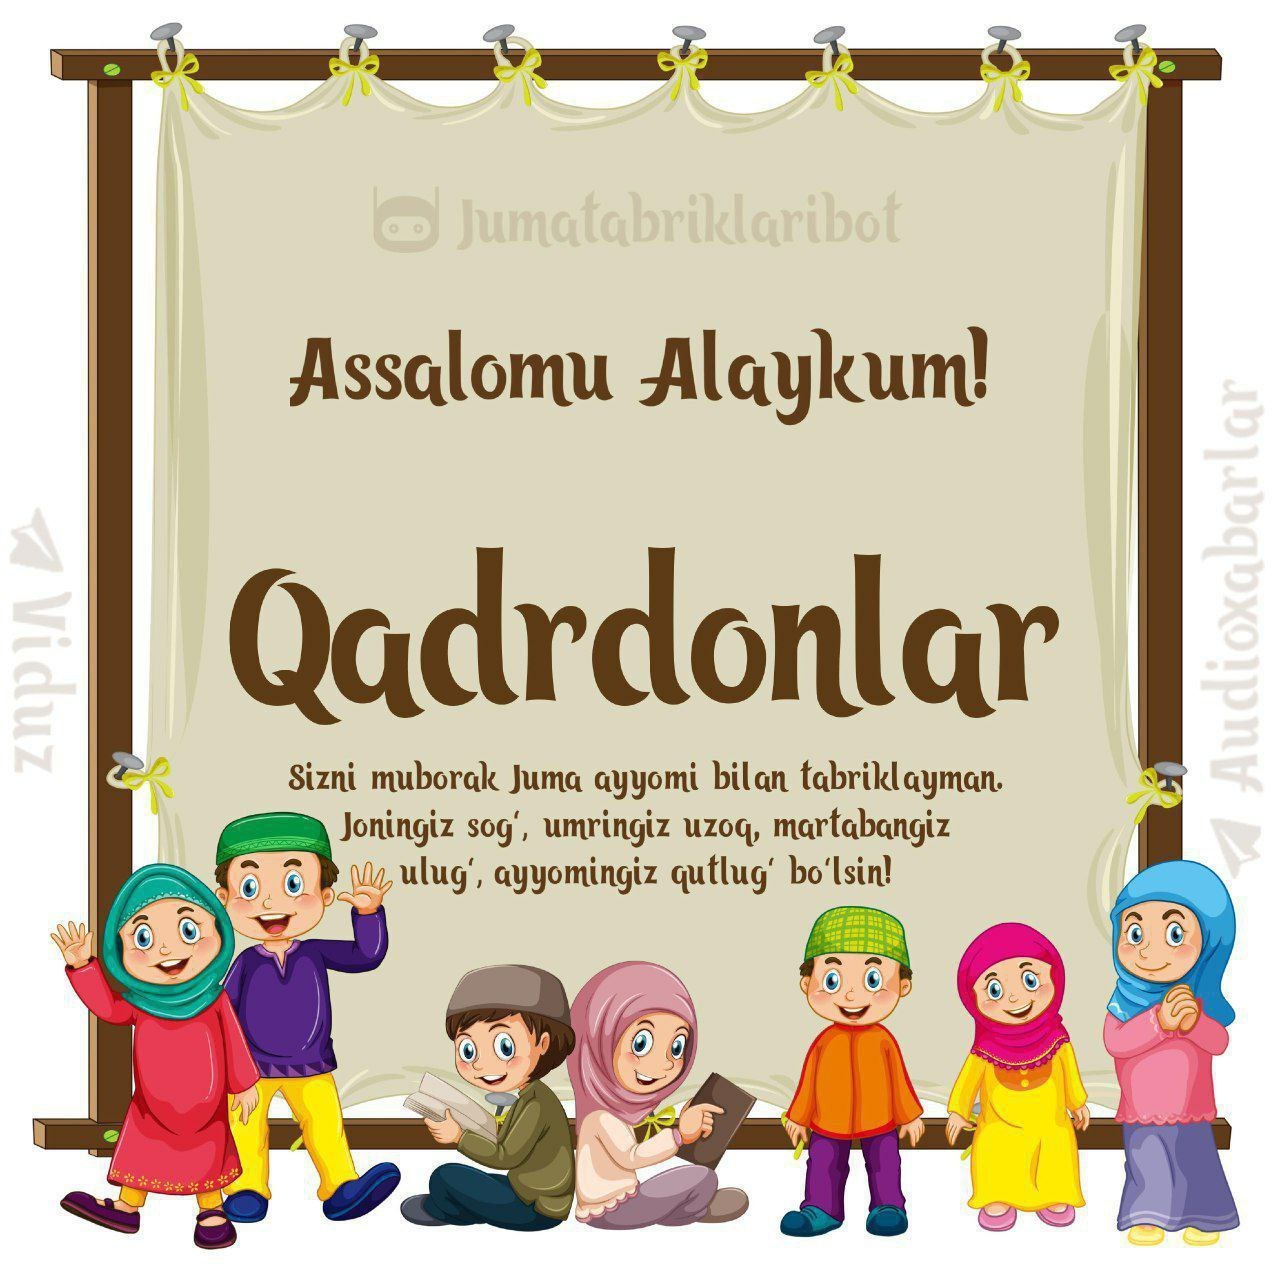 Jumatabriklaribot
Assalomu Alaykum!
Qadrdonlar
Sizni muborak Juma ayyomi bilan tabriklayman.
Joningiz sog‘, umringiz uzoq, martabangiz
ulug‘, ayyomingiz qutlug‘ bo‘lsin!
Viduz
Audioxabarlar